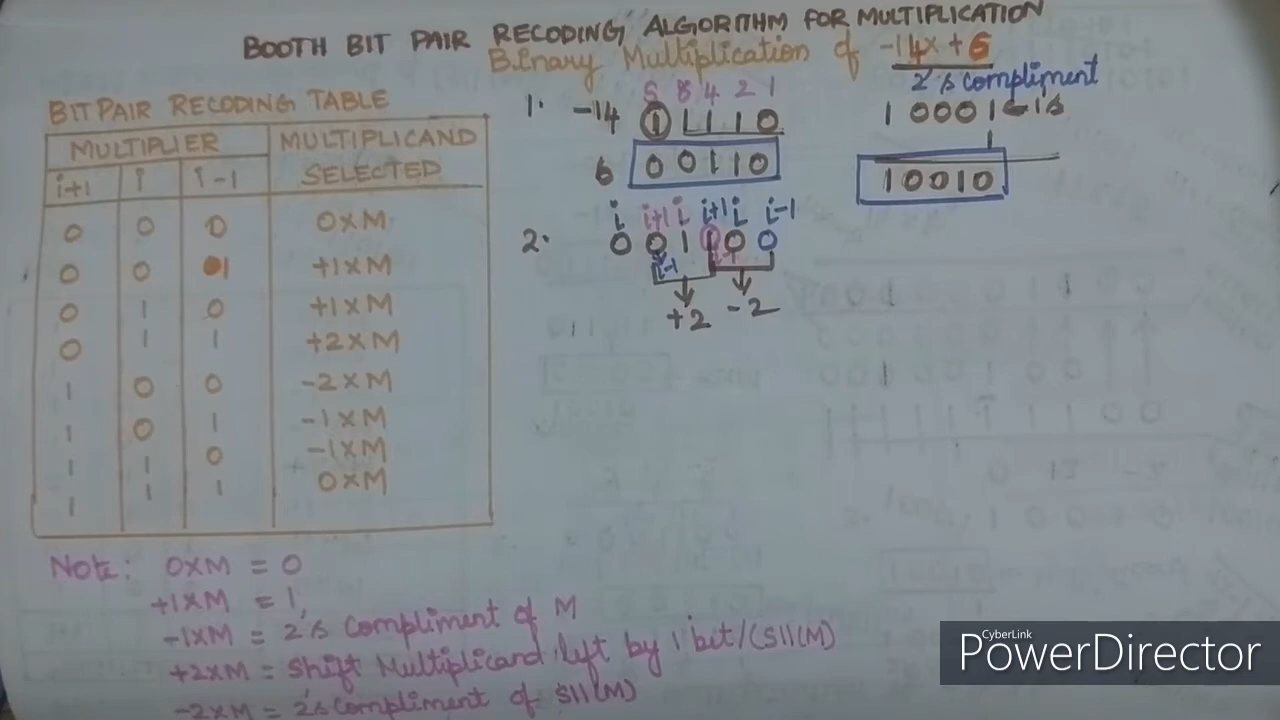 BOOTH BIT PAIR RECODING ALGORITHM FOR MULTIPLICATION
Binary Multiplication of -14 x + 6
BIT PAIR RECODING TABLE
MULTIPLIER MULTIPLICAND SELECTED
i+1 i i-1
0 0 0 0XM
0 0 1 +1XM
0 1 0 +1XM
0 1 1 +2XM
1 0 0 -2XM
1 0 1 -1XM
1 1 0 -1XM
1 1 1 0XM
Note: 0XM = 0
+1XM = 1,
-1XM = 2's Compliment of M
+2XM = Shift Multiplicand left by 1 bit/(Sll(M)
-2XM = 2's Compliment of Sll(M)
S 8 4 2 1
1. -14 1 1 1 1 0
6 0 0 1 1 0
i i+1 i i+1 i i-1
2. 0 0 1 1 0 0 0
i-1 i-1
+2 -2
2's compliment
1 0001 ← 1's
1
10010
CyberLink
PowerDirector